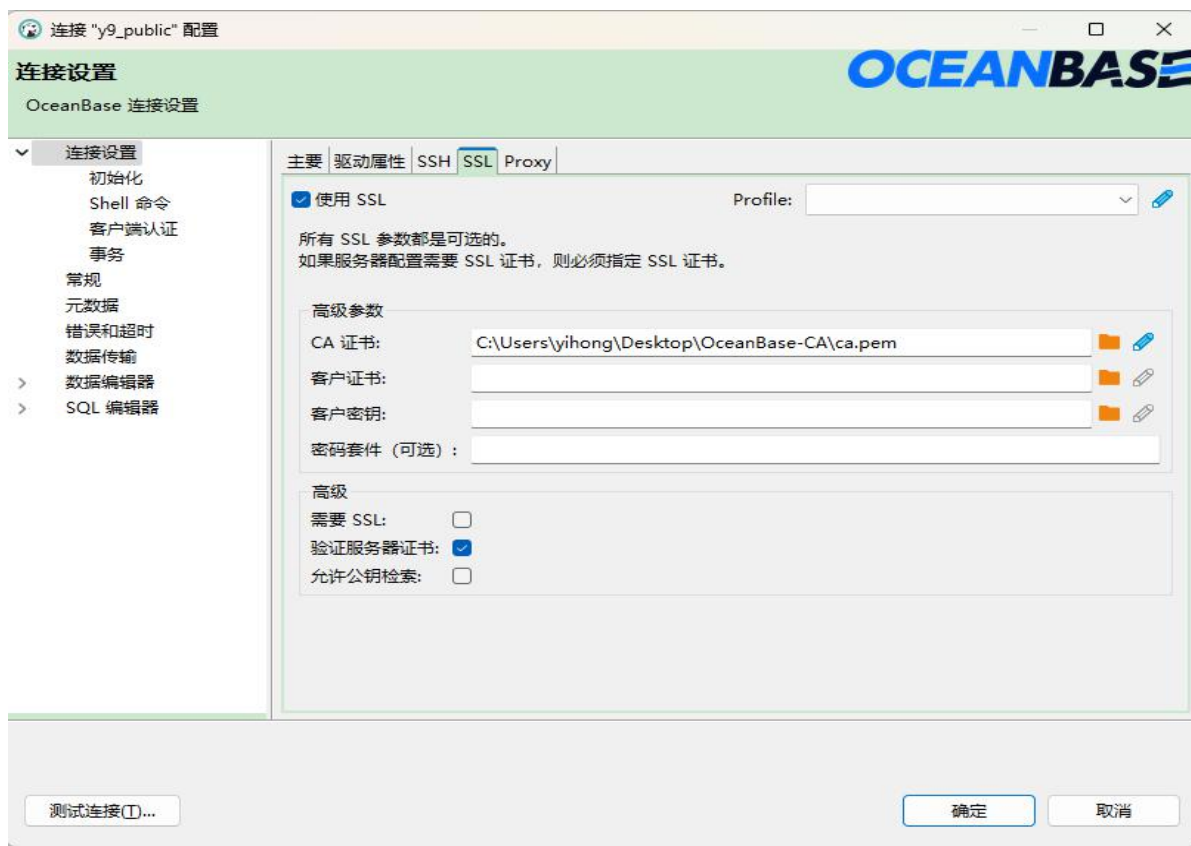 连接 "y9_public" 配置
连接设置
OceanBase 连接设置
OCEANBASE
连接设置
初始化
Shell 命令
客户端认证
事务
常规
元数据
错误和超时
数据传输
数据编辑器
SQL 编辑器
主要 驱动属性 SSH SSL Proxy
使用 SSL
Profile:
所有 SSL 参数都是可选的。
如果服务器配置需要 SSL 证书，则必须指定 SSL 证书。
高级参数
CA 证书: C:\Users\yihong\Desktop\OceanBase-CA\ca.pem
客户证书:
客户密钥:
密码套件（可选）:
高级
需要 SSL:
验证服务器证书:
允许公钥检索:
测试连接(T)...
确定
取消